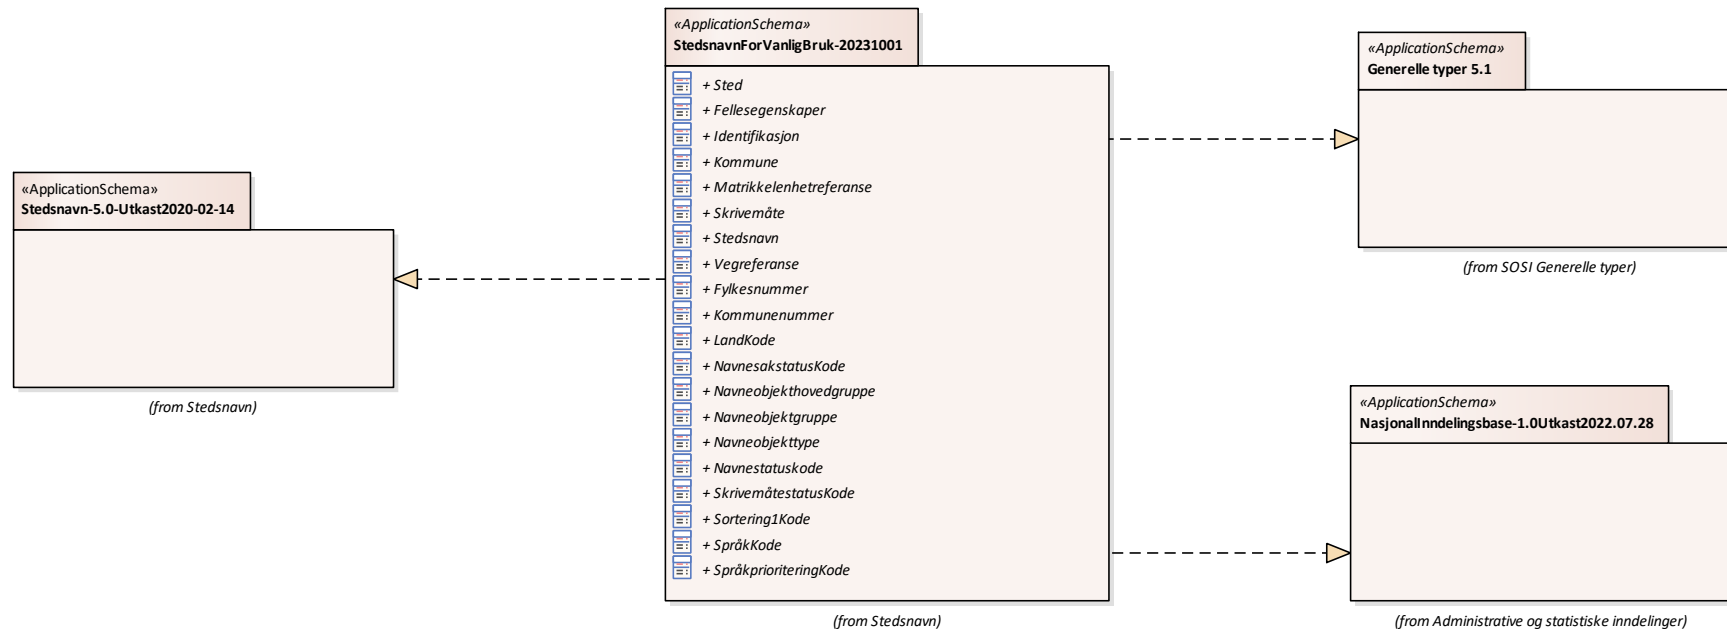 «ApplicationSchema»
Stedsnavn-5.0-Utkast2020-02-14
(from Stedsnavn)
«ApplicationSchema»
StedsnavnForVanligBruk-20231001
+ Sted
+ Fellesegenskaper
+ Identifikasjon
+ Kommune
+ Matrikkelenhetreferanse
+ Skrivemåte
+ Stedsnavn
+ Vegreferanse
+ Fylkesnummer
+ Kommunenummer
+ LandKode
+ NavnesakstatusKode
+ Navneobjekthovedgruppe
+ Navneobjektgruppe
+ Navneobjekttype
+ Navnestatuskode
+ SkrivemåtestatusKode
+ Sortering1Kode
+ SpråkKode
+ SpråkprioriteringKode
(from Stedsnavn)
«ApplicationSchema»
Generelle typer 5.1
(from SOSI Generelle typer)
«ApplicationSchema»
NasjonalInndelingsbase-1.0Utkast2022.07.28
(from Administrative og statistiske inndelinger)